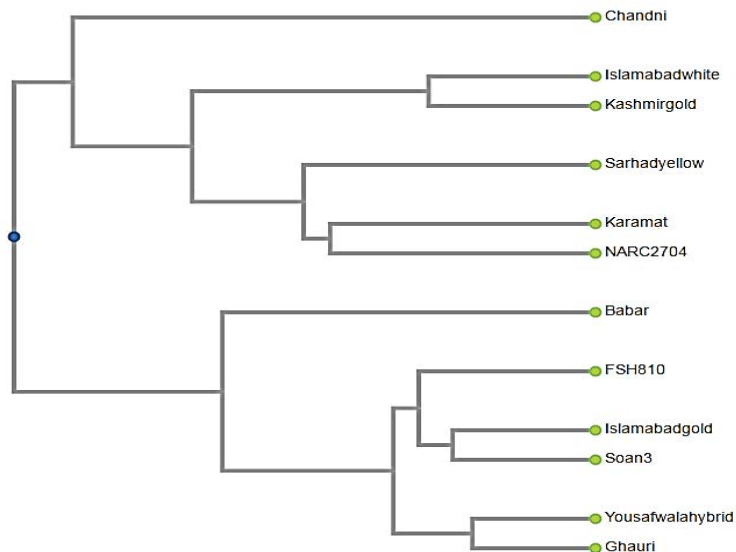 Chandni
Islamabadwhite
Kashmirgold
Sarhadyellow
Karamat
NARC2704
Babar
FSH810
Islamabadgold
Soan3
Yousafwalahybrid
Ghauri